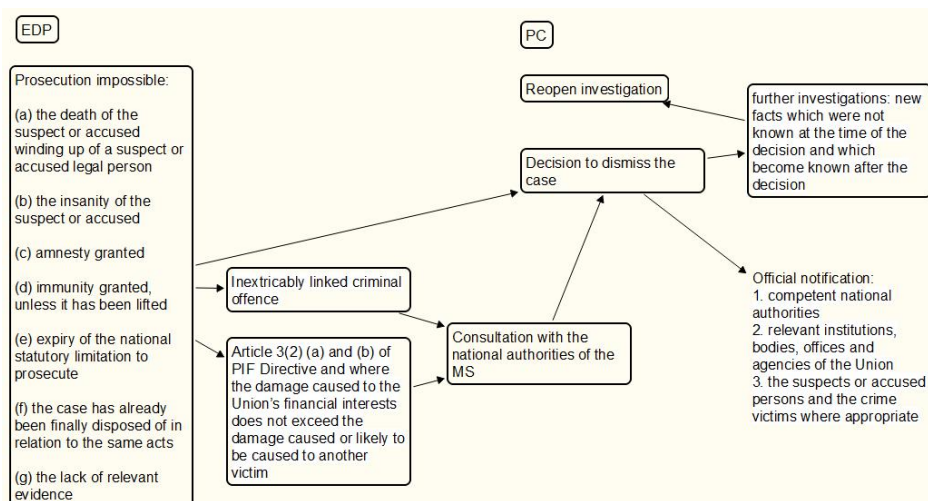 EDP
Prosecution impossible:
(a) the death of the
suspect or accused
winding up of a suspect or
accused legal person
(b) the insanity of the
suspect or accused
(c) amnesty granted
(d) immunity granted,
unless it has been lifted
(e) expiry of the national
statutory limitation to
prosecute
(f) the case has already
been finally disposed of in
relation to the same acts
(g) the lack of relevant
evidence
Inextricably linked criminal
offence
Article 3(2) (a) and (b) of
PIF Directive and where
the damage caused to the
Union's financial interests
does not exceed the
damage caused or likely to
be caused to another
victim
Consultation with the
national authorities of the
MS
PC
Reopen investigation
Decision to dismiss the
case
further investigations: new
facts which were not
known at the time of the
decision and which
become known after the
decision
Official notification:
1. competent national
authorities
2. relevant institutions,
bodies, offices and
agencies of the Union
3. the suspects or accused
persons and the crime
victims where appropriate